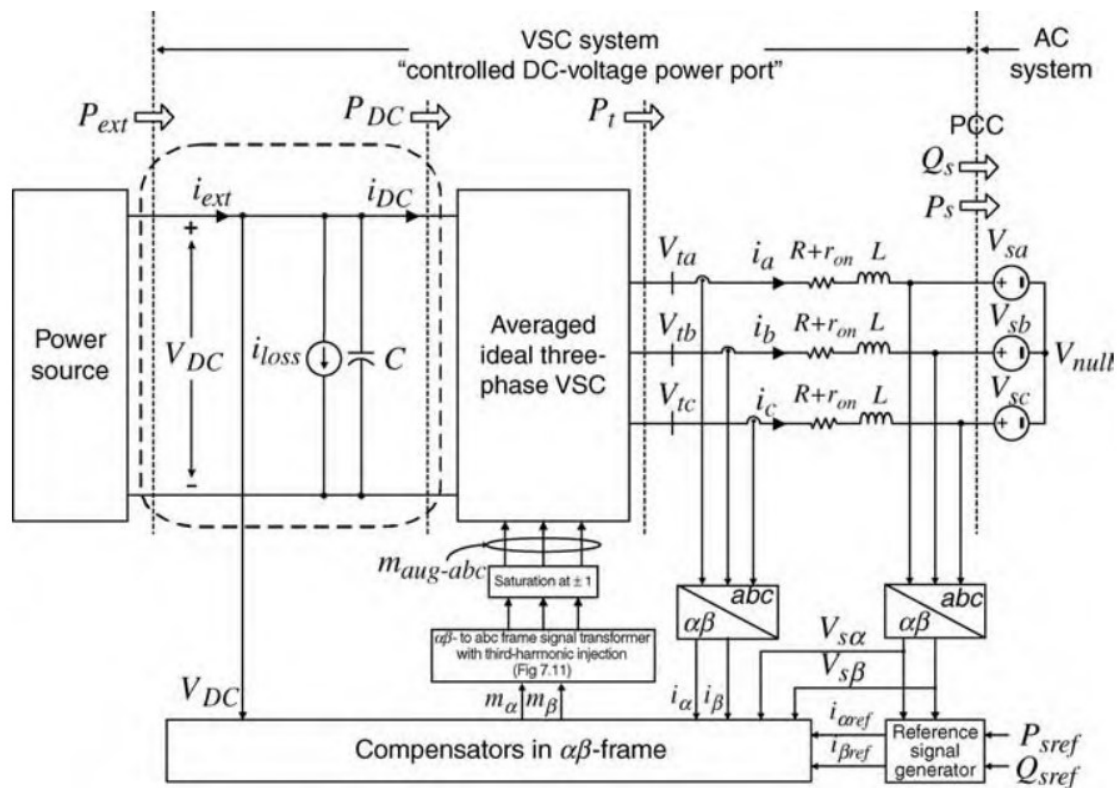 VSC system
"controlled DC-voltage power port"
AC
system
P_ext
P_DC
P_t
PCC
Q_s
P_s
i_ext
i_DC
+
V_DC
-
i_loss
C
Power
source
Averaged
ideal three-
phase VSC
V_ta
i_a
R+r_on
L
V_sa
+
V_tb
i_b
R+r_on
L
V_sb
+
V_null
V_tc
i_c
R+r_on
L
V_sc
+
m_aug-abc
Saturation at ± 1
αβ- to abc frame signal transformer
with third-harmonic injection
(Fig 7.11)
abc
αβ
abc
αβ
V_sα
V_sβ
V_DC
m_α
m_β
i_α
i_β
i_αref
i_βref
Compensators in αβ-frame
Reference
signal
generator
P_sref
Q_sref